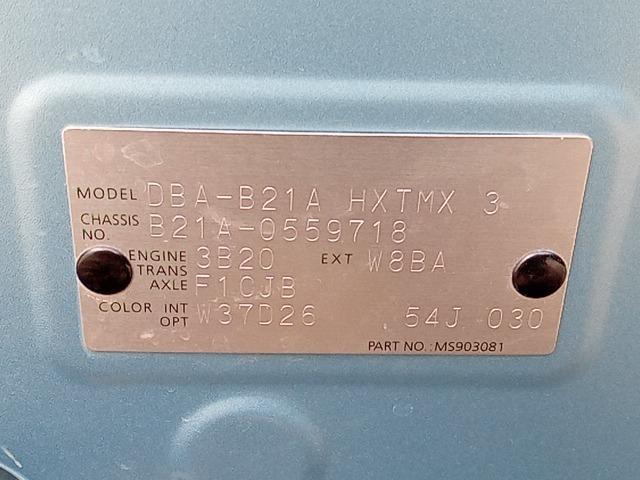 MODEL DBA-B21A HXTMX 3
CHASSIS NO. B21A-0559718
ENGINE 3B20 EXT W8BA
TRANS AXLE F1CJB
COLOR INT OPT W37D26 54J 030
PART NO.:MS903081